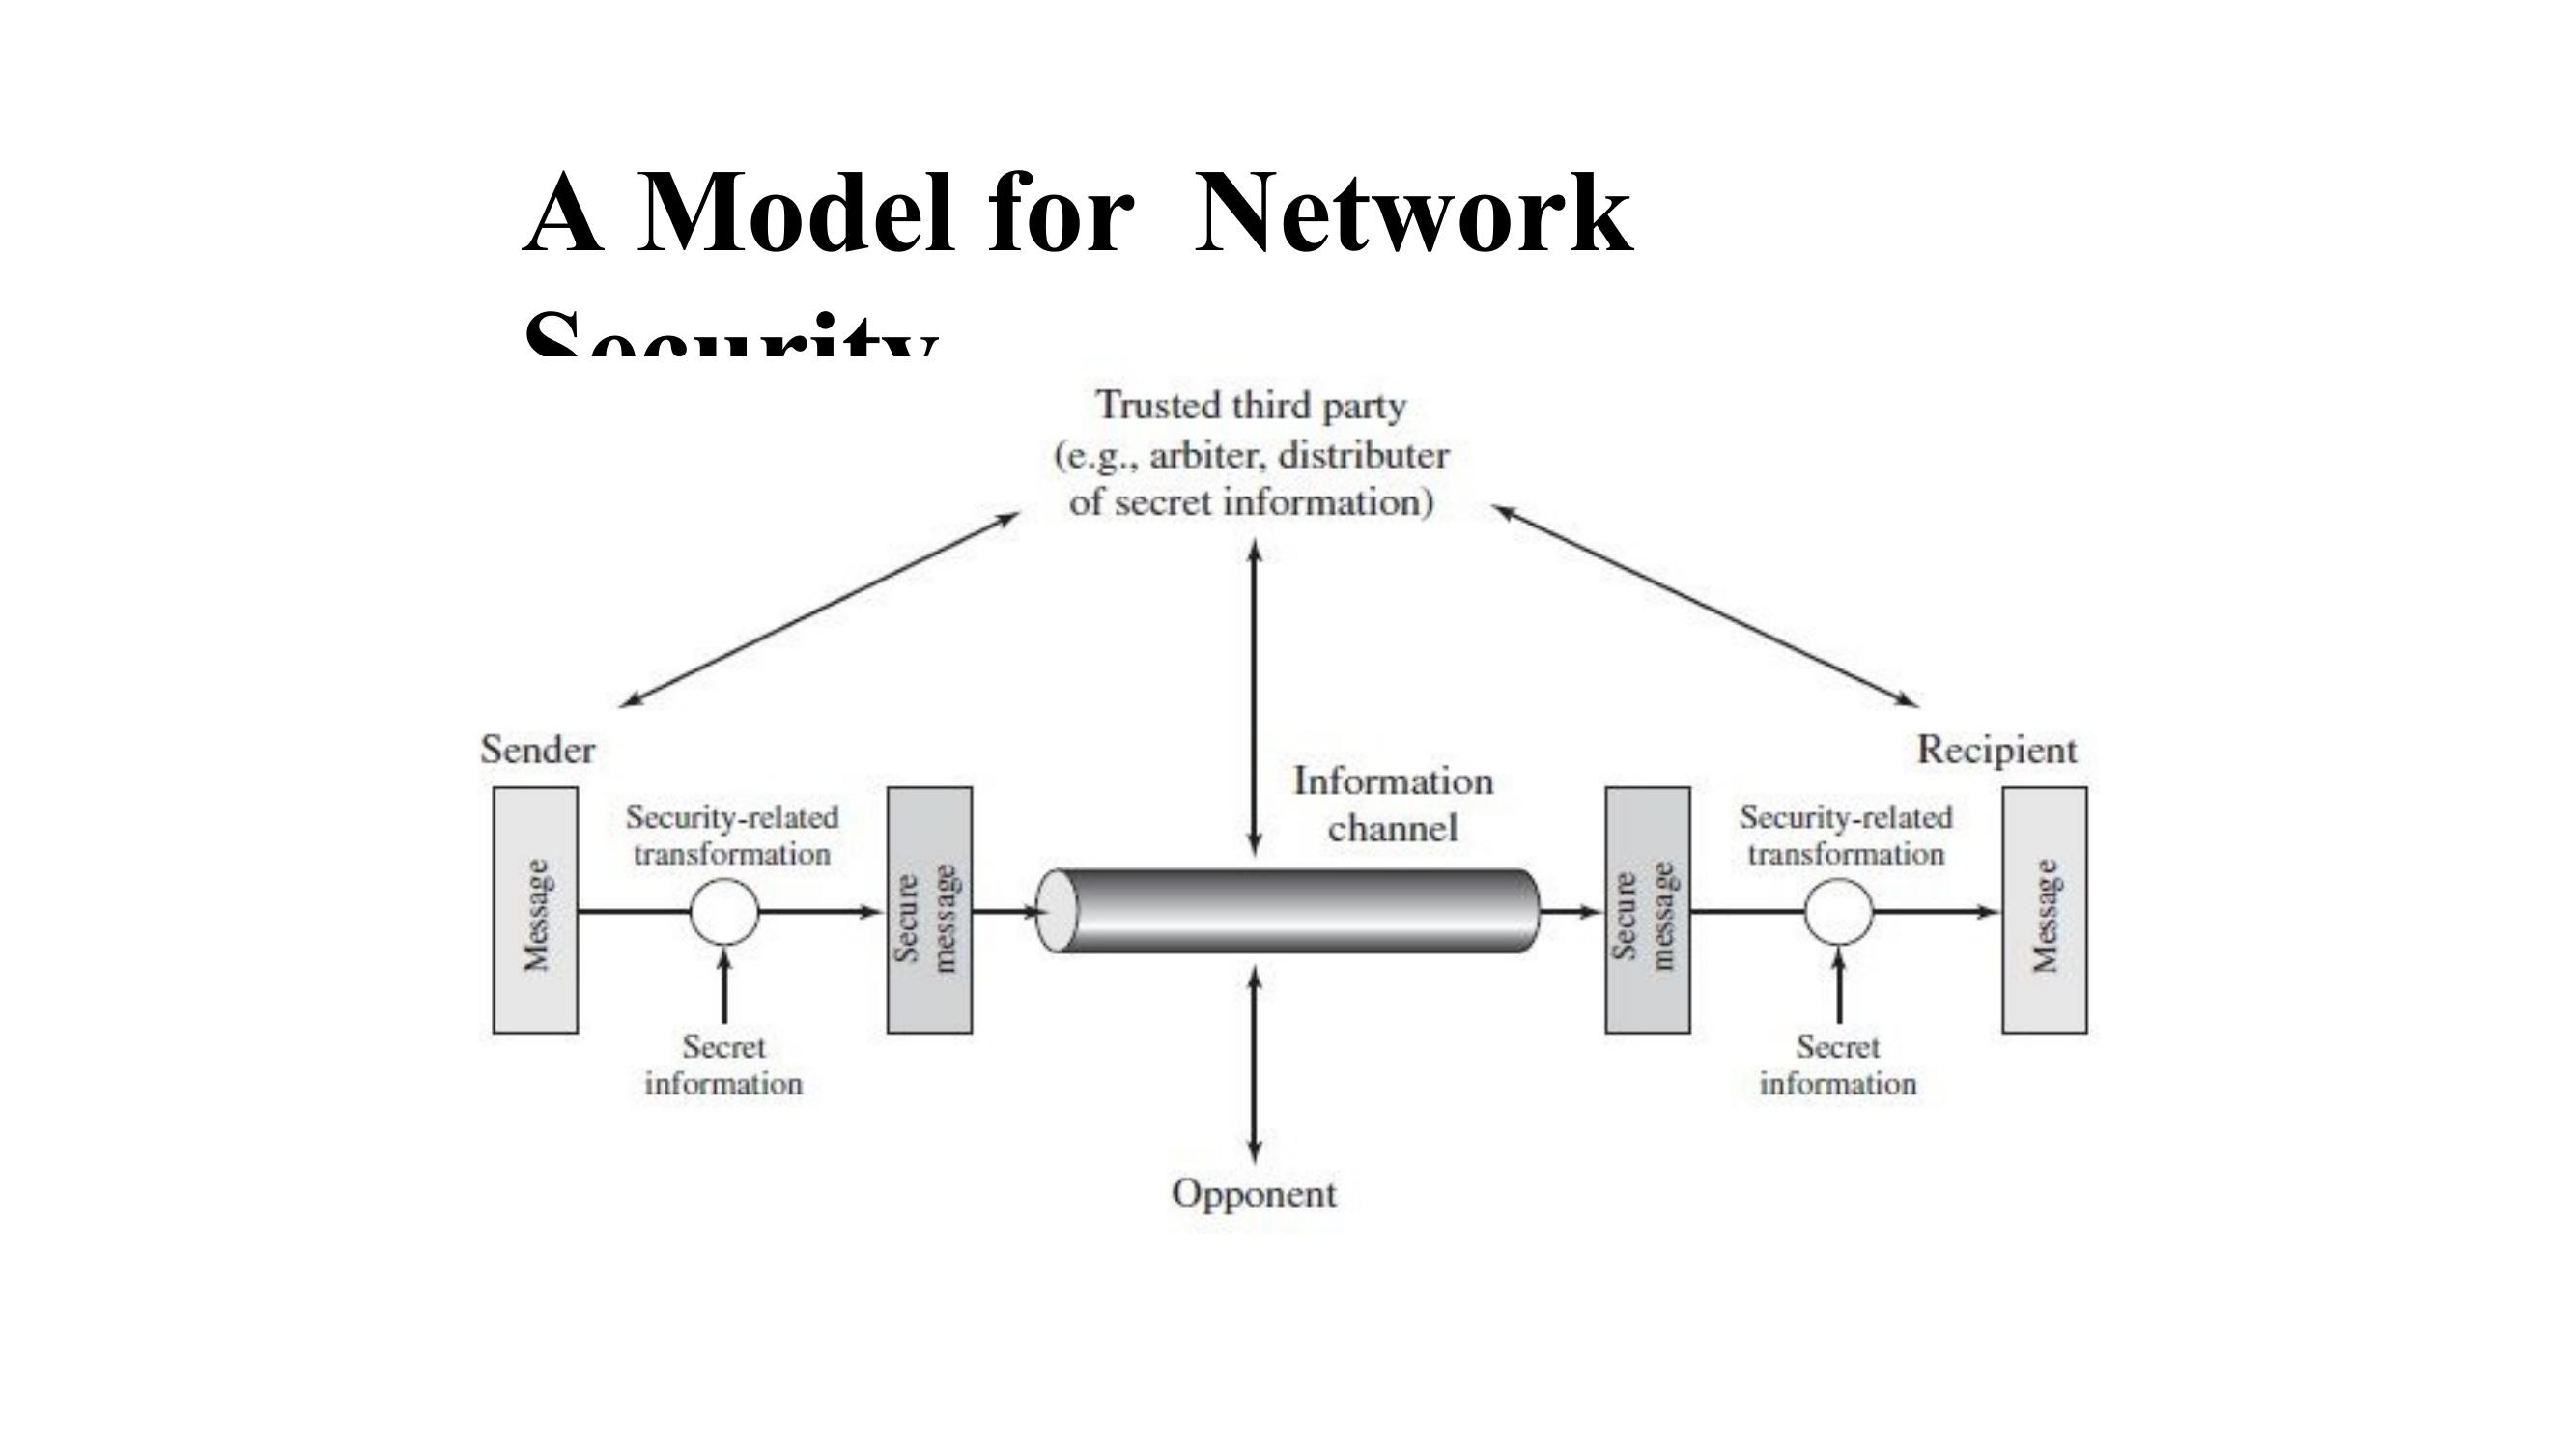 A Model for  Network
Security
Trusted third party
(e.g., arbiter, distributer
of secret information)
Sender
Recipient
Information
channel
Security-related
transformation
Security-related
transformation
Message
Secure
message
Secure
message
Message
Secret
information
Secret
information
Opponent